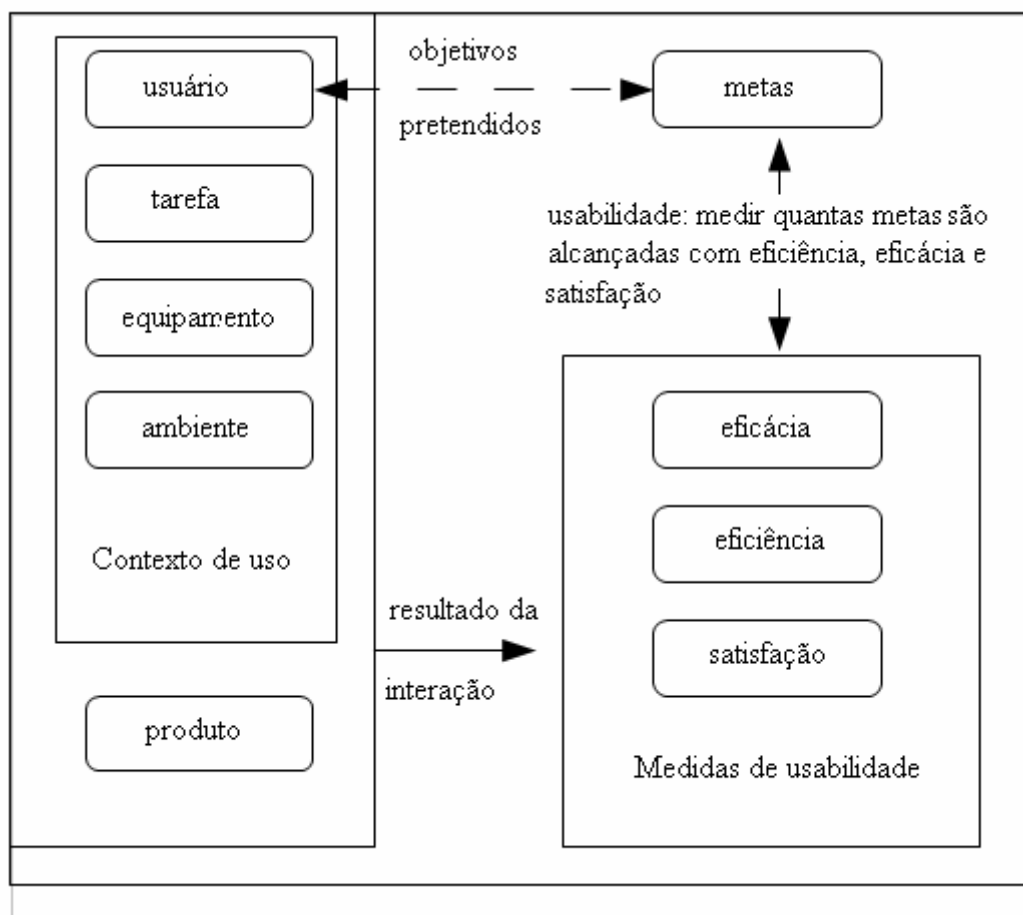 usuário
tarefa
equipamento
ambiente
Contexto de uso
produto
objetivos
pretendidos
resultado da
interação
metas
usabilidade: medir quantas metas são
alcançadas com eficiência, eficácia e
satisfação
eficácia
eficiência
satisfação
Medidas de usabilidade